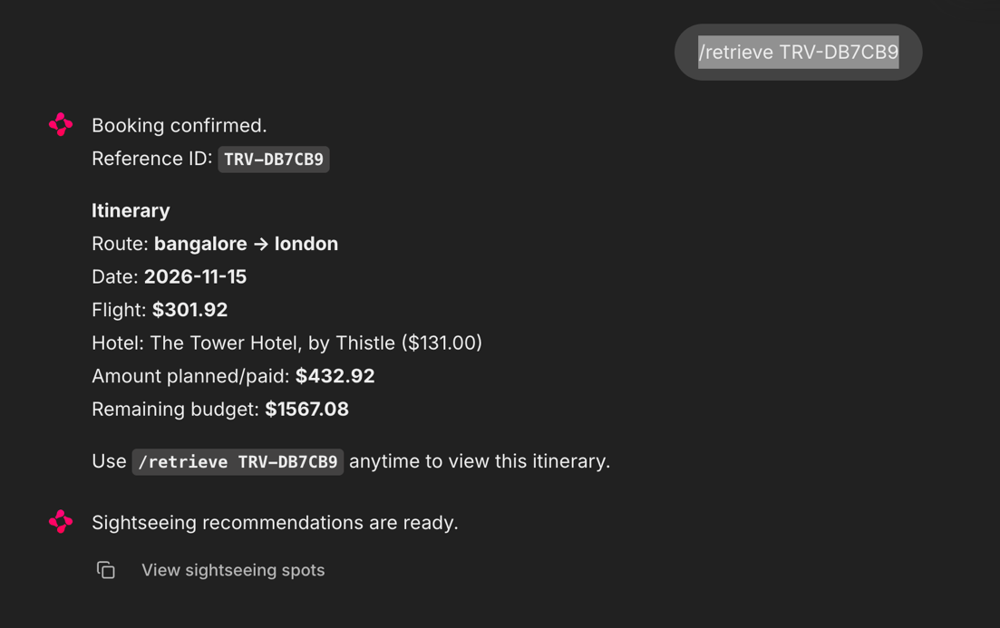 /retrieve TRV-DB7CB9
Booking confirmed.
Reference ID: TRV-DB7CB9
Itinerary
Route: bangalore → london
Date: 2026-11-15
Flight: $301.92
Hotel: The Tower Hotel, by Thistle ($131.00)
Amount planned/paid: $432.92
Remaining budget: $1567.08
Use /retrieve TRV-DB7CB9 anytime to view this itinerary.
Sightseeing recommendations are ready.
View sightseeing spots